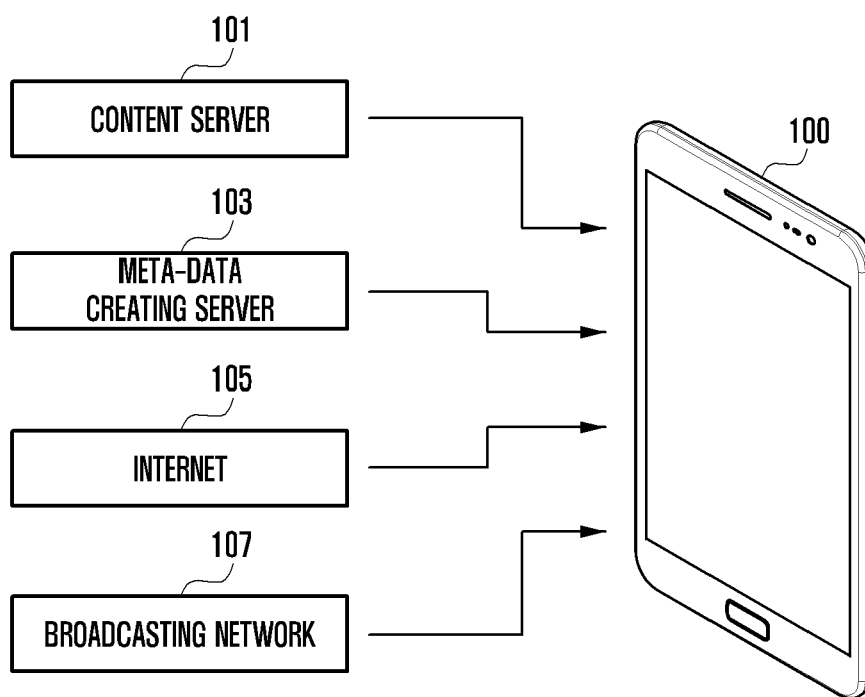 101
CONTENT SERVER
100
103
META-DATA
CREATING SERVER
105
INTERNET
107
BROADCASTING NETWORK